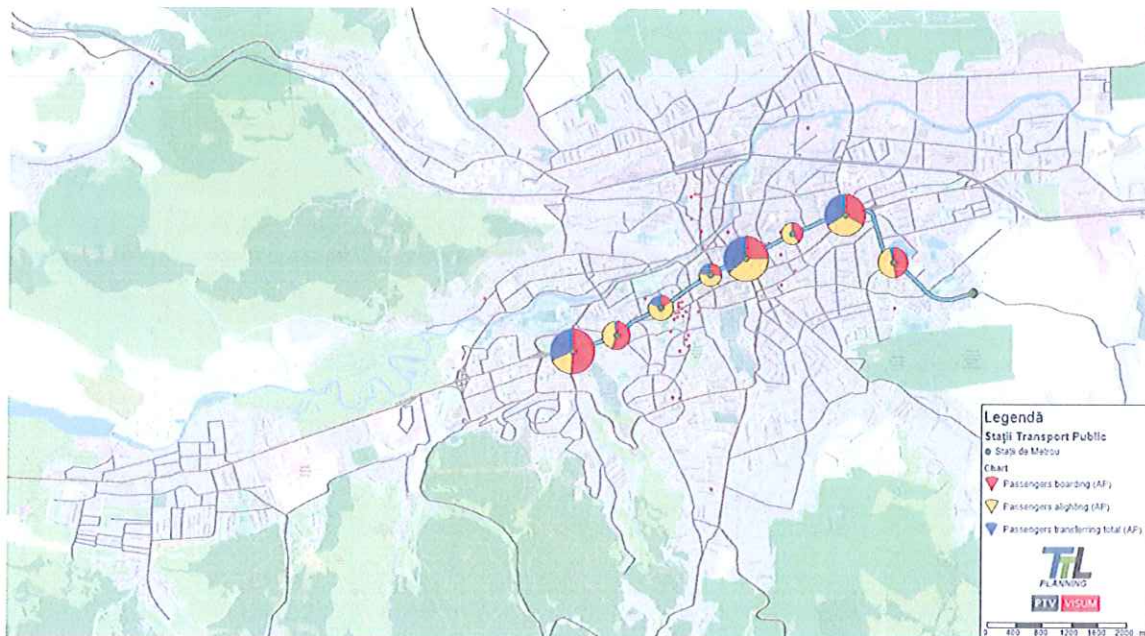 Legendă
Stații Transport Public
Stații de Metrou
Chart
Passengers boarding (AP)
Passengers alighting (AP)
Passengers transferring total (AP)
TTL
PLANNING
PTV VISUM
0 400 800 1200 1600 2000 m